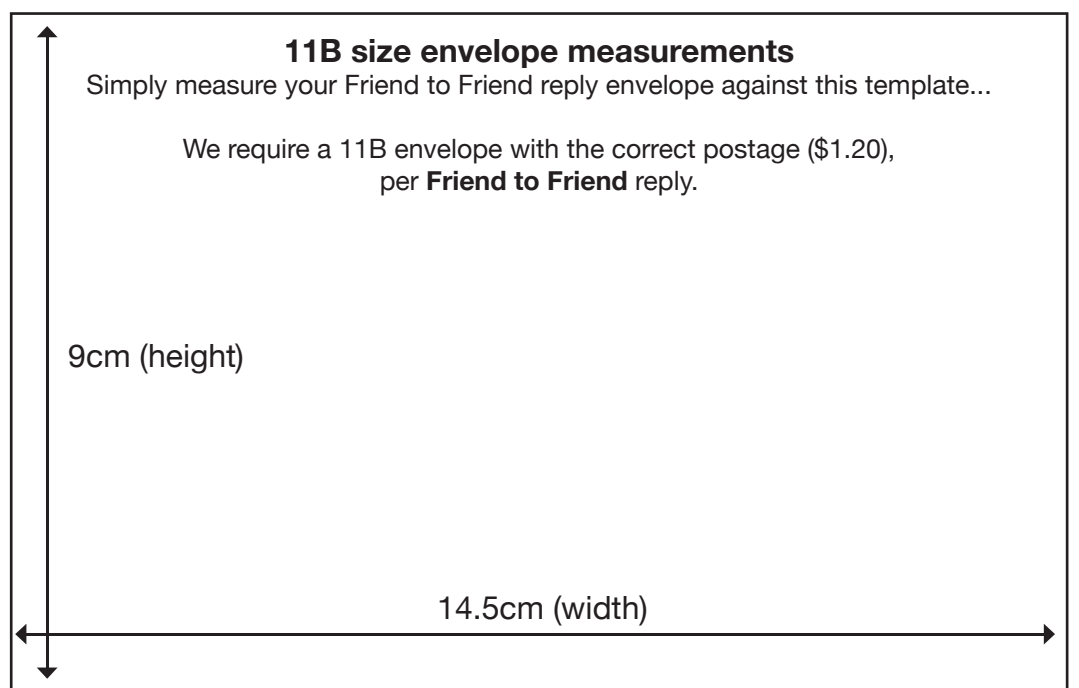 11B size envelope measurements
Simply measure your Friend to Friend reply envelope against this template...
We require a 11B envelope with the correct postage ($1.20),
per Friend to Friend reply.
9cm (height)
14.5cm (width)